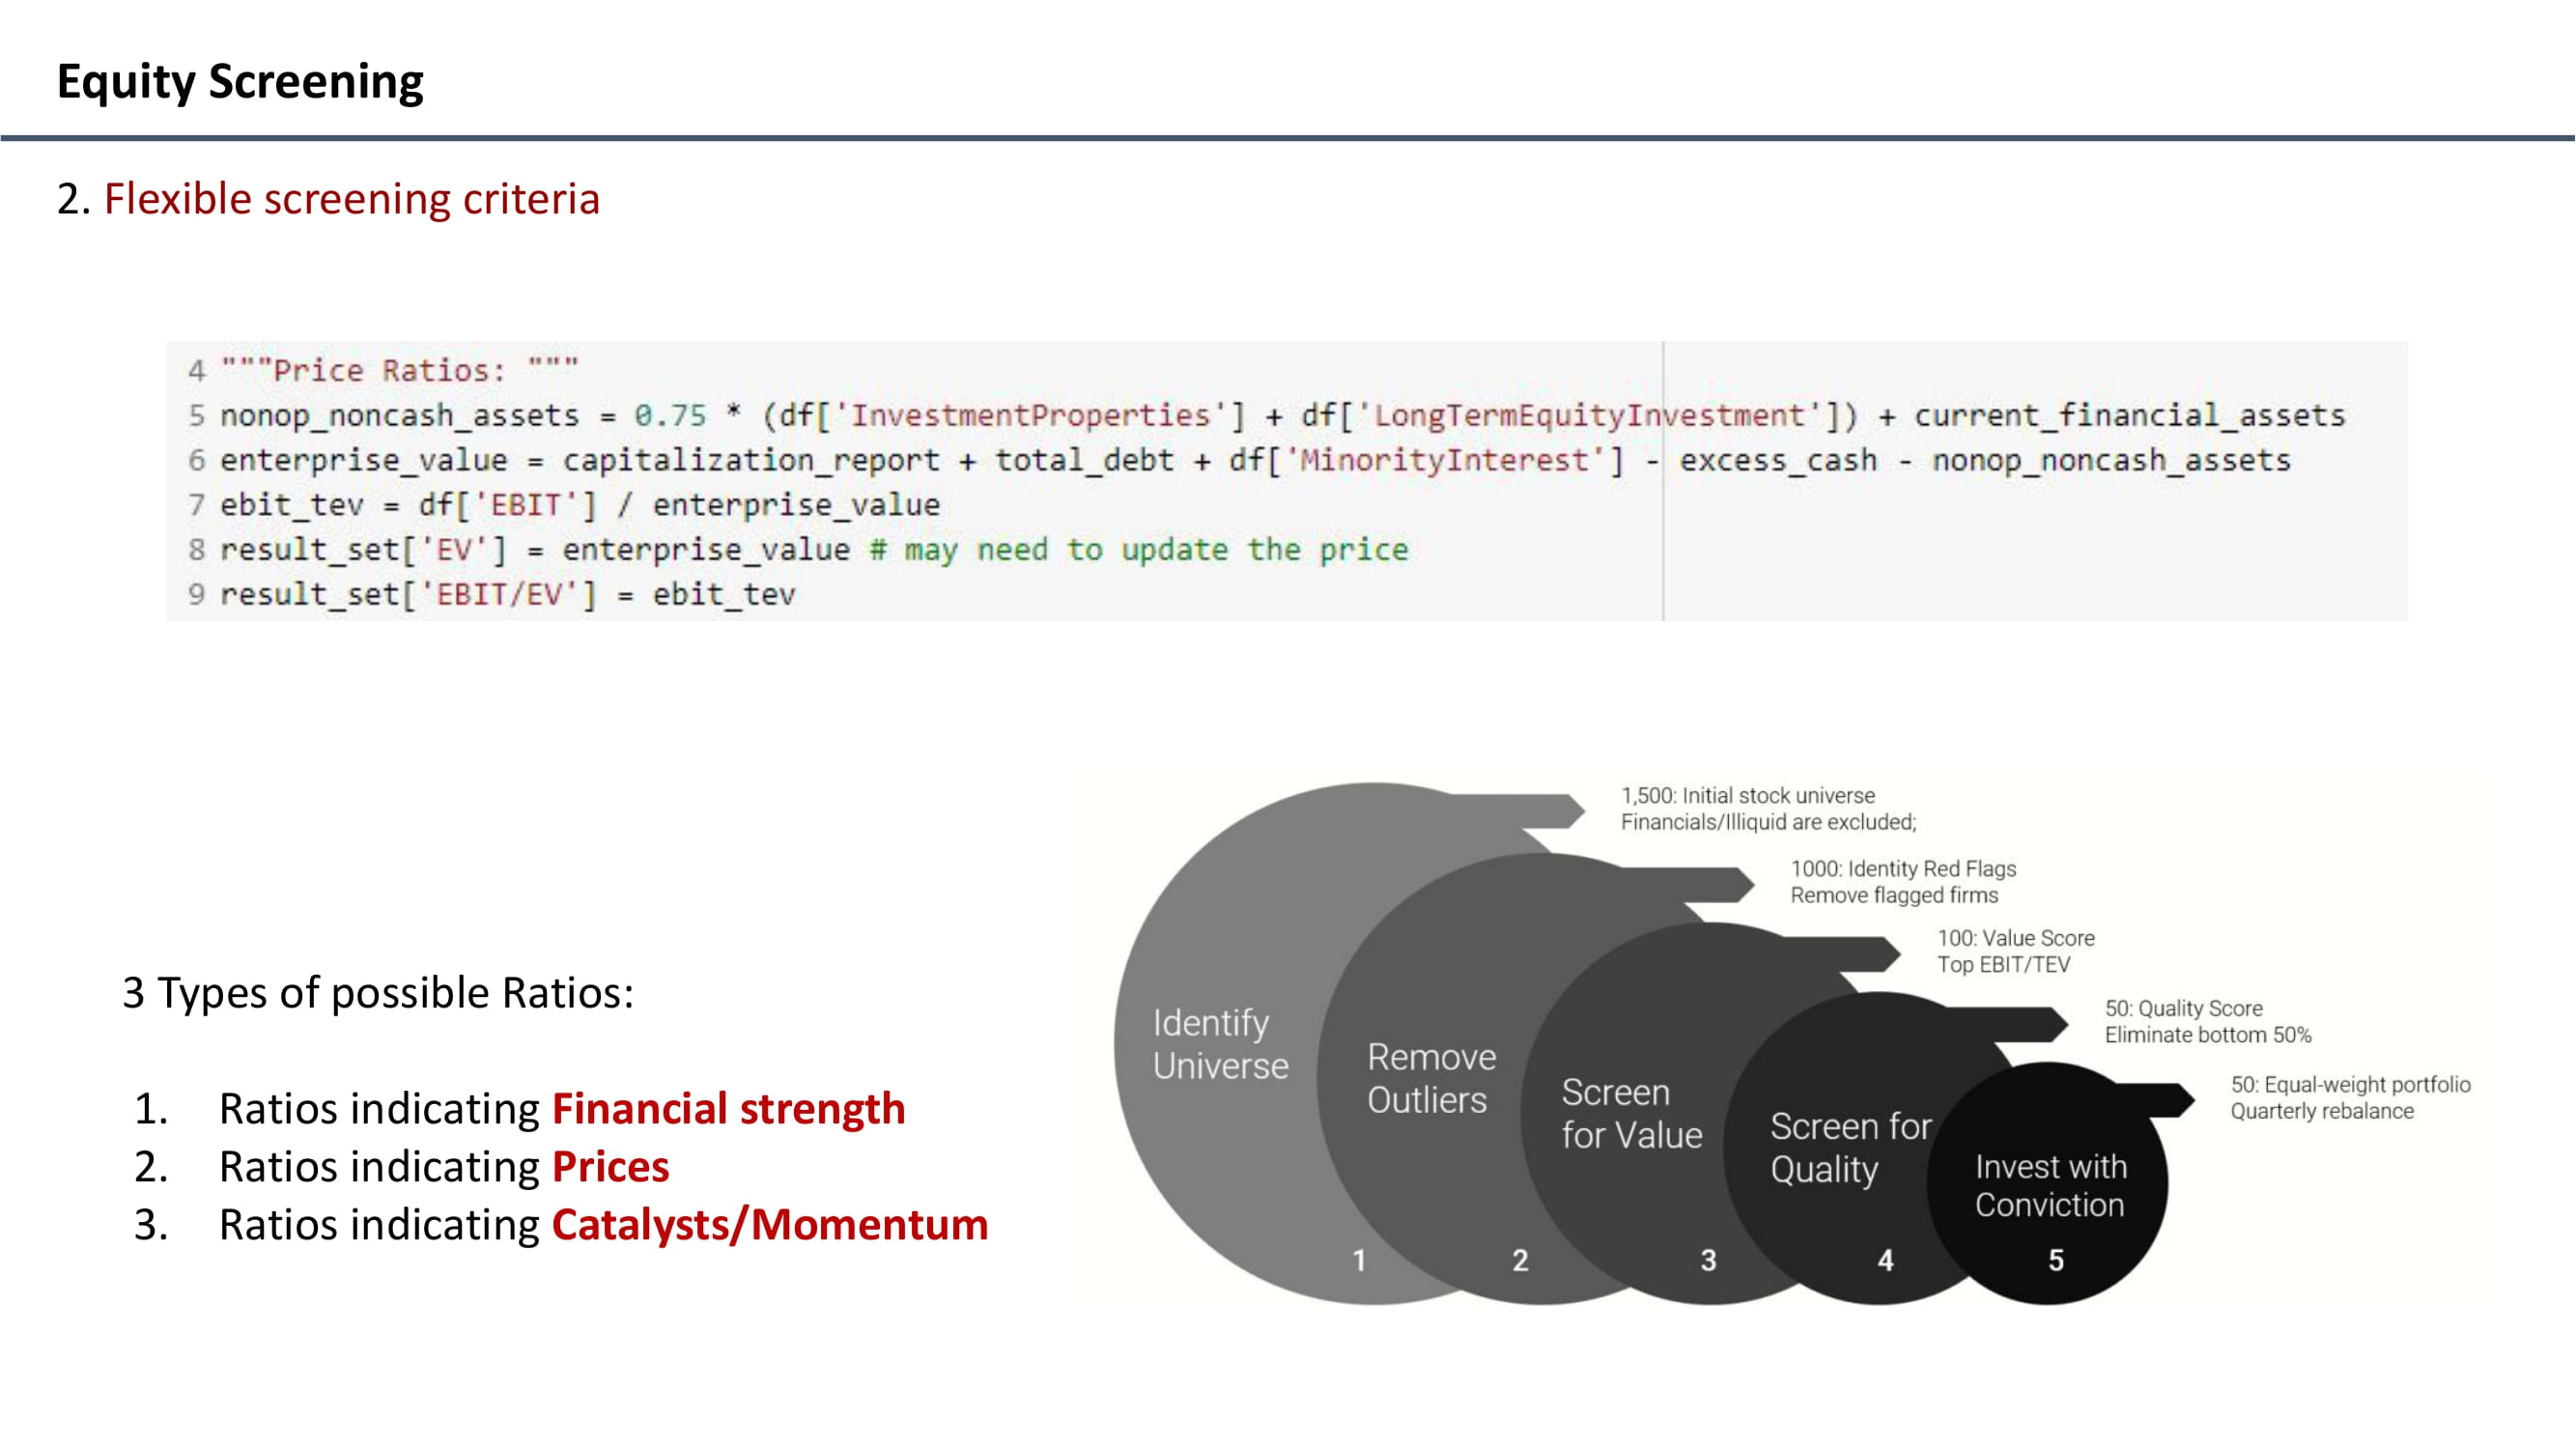 Equity Screening
2. Flexible screening criteria
4 """Price Ratios: """
5 nonop_noncash_assets = 0.75 * (df['InvestmentProperties'] + df['LongTermEquityInvestment']) + current_financial_assets
6 enterprise_value = capitalization_report + total_debt + df['MinorityInterest'] - excess_cash - nonop_noncash_assets
7 ebit_tev = df['EBIT'] / enterprise_value
8 result_set['EV'] = enterprise_value # may need to update the price
9 result_set['EBIT/EV'] = ebit_tev
3 Types of possible Ratios:
1. Ratios indicating Financial strength
2. Ratios indicating Prices
3. Ratios indicating Catalysts/Momentum
1,500: Initial stock universe
Financials/Illiquid are excluded;
1000: Identity Red Flags
Remove flagged firms
100: Value Score
Top EBIT/TEV
50: Quality Score
Eliminate bottom 50%
50: Equal-weight portfolio
Quarterly rebalance
Identify
Universe
1
Remove
Outliers
2
Screen
for Value
3
Screen for
Quality
4
Invest with
Conviction
5